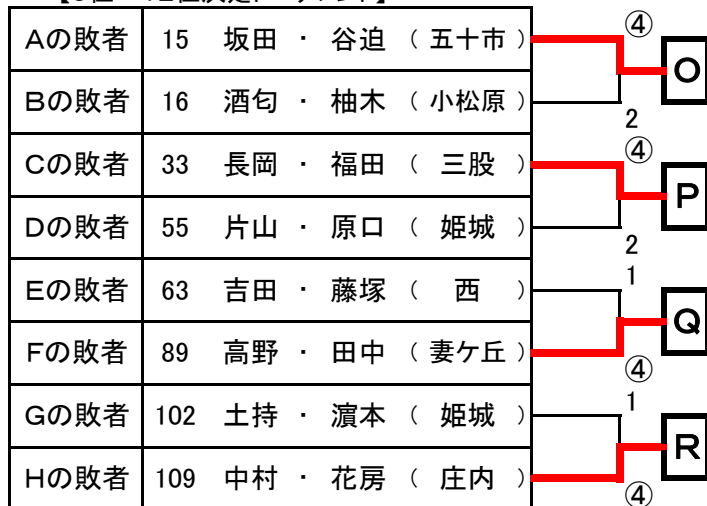 Aの敗者 15 坂田 ・ 谷迫 ( 五十市 ) ④
O
Bの敗者 16 酒匂 ・ 柚木 ( 小松原 ) 2
Cの敗者 33 長岡 ・ 福田 ( 三股 ) ④
P
Dの敗者 55 片山 ・ 原口 ( 姫城 ) 2
Eの敗者 63 吉田 ・ 藤塚 ( 西 ) 1
Q
Fの敗者 89 高野 ・ 田中 ( 妻ケ丘 ) ④
Gの敗者 102 土持 ・ 濵本 ( 姫城 ) 1
R
Hの敗者 109 中村 ・ 花房 ( 庄内 ) ④